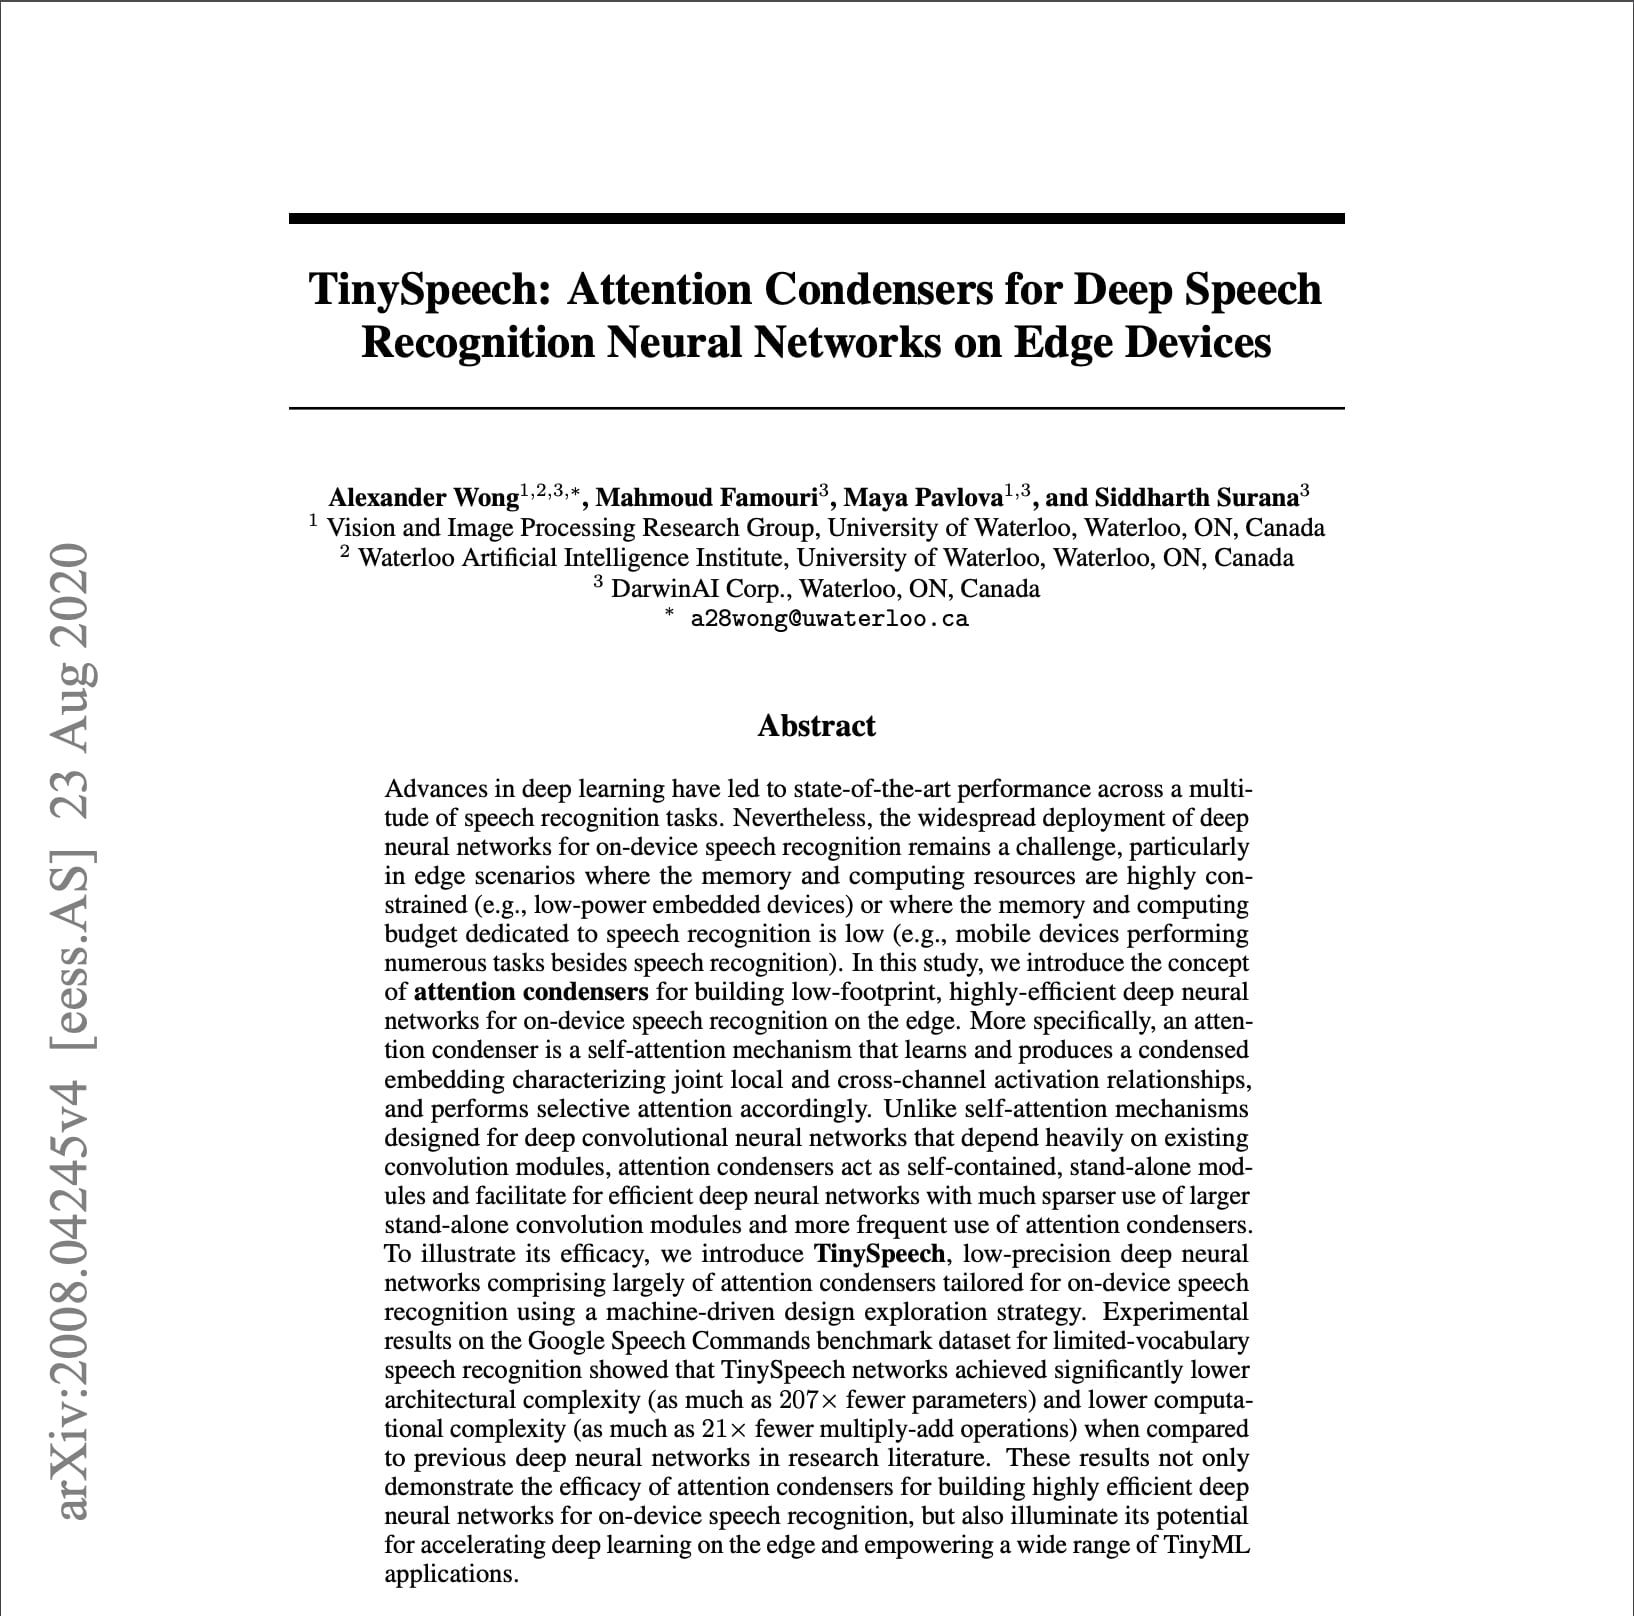 TinySpeech: Attention Condensers for Deep Speech
Recognition Neural Networks on Edge Devices
Alexander Wong1,2,3,*, Mahmoud Famouri3, Maya Pavlova1,3, and Siddharth Surana3
1 Vision and Image Processing Research Group, University of Waterloo, Waterloo, ON, Canada
2 Waterloo Artificial Intelligence Institute, University of Waterloo, Waterloo, ON, Canada
3 DarwinAI Corp., Waterloo, ON, Canada
* a28wong@uwaterloo.ca
Abstract
Advances in deep learning have led to state-of-the-art performance across a multi-
tude of speech recognition tasks. Nevertheless, the widespread deployment of deep
neural networks for on-device speech recognition remains a challenge, particularly
in edge scenarios where the memory and computing resources are highly con-
strained (e.g., low-power embedded devices) or where the memory and computing
budget dedicated to speech recognition is low (e.g., mobile devices performing
numerous tasks besides speech recognition). In this study, we introduce the concept
of attention condensers for building low-footprint, highly-efficient deep neural
networks for on-device speech recognition on the edge. More specifically, an atten-
tion condenser is a self-attention mechanism that learns and produces a condensed
embedding characterizing joint local and cross-channel activation relationships,
and performs selective attention accordingly. Unlike self-attention mechanisms
designed for deep convolutional neural networks that depend heavily on existing
convolution modules, attention condensers act as self-contained, stand-alone mod-
ules and facilitate for efficient deep neural networks with much sparser use of larger
stand-alone convolution modules and more frequent use of attention condensers.
To illustrate its efficacy, we introduce TinySpeech, low-precision deep neural
networks comprising largely of attention condensers tailored for on-device speech
recognition using a machine-driven design exploration strategy. Experimental
results on the Google Speech Commands benchmark dataset for limited-vocabulary
speech recognition showed that TinySpeech networks achieved significantly lower
architectural complexity (as much as 207× fewer parameters) and lower computa-
tional complexity (as much as 21× fewer multiply-add operations) when compared
to previous deep neural networks in research literature. These results not only
demonstrate the efficacy of attention condensers for building highly efficient deep
neural networks for on-device speech recognition, but also illuminate its potential
for accelerating deep learning on the edge and empowering a wide range of TinyML
applications.
arXiv:2008.04245v4 [eess.AS] 23 Aug 2020